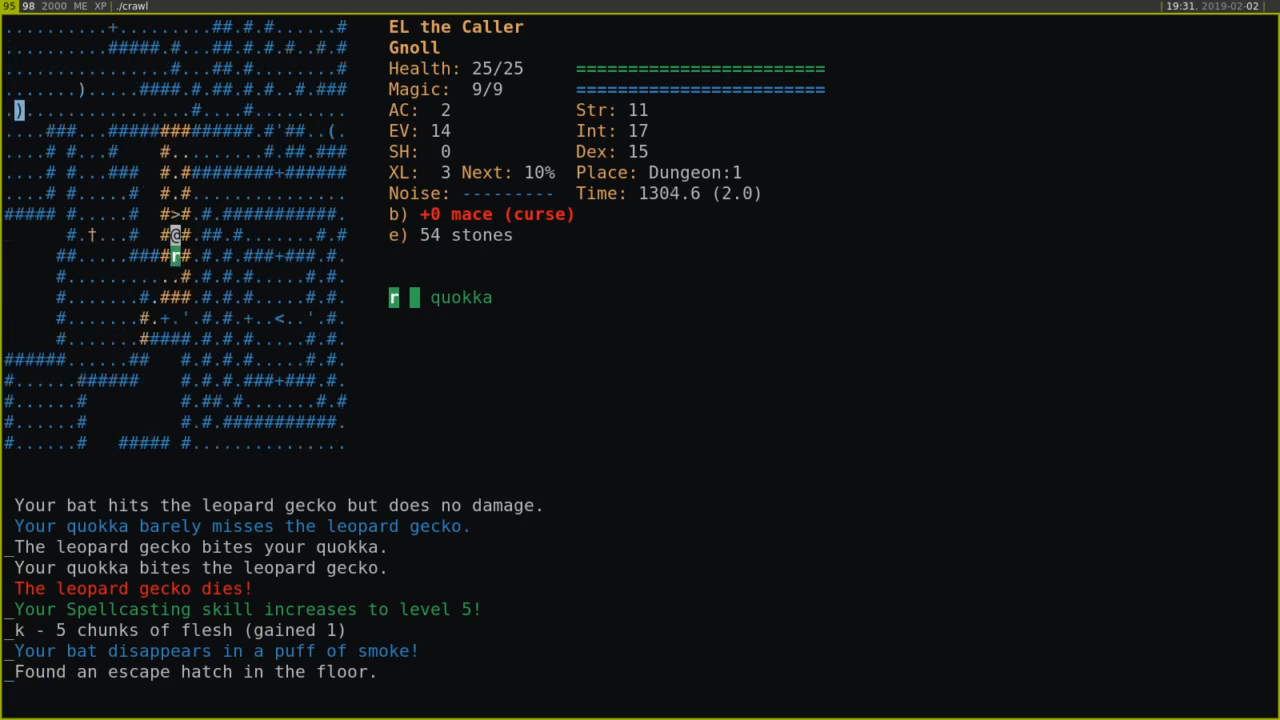 95 98 2000 ME XP | ./crawl | 19:31. 2019-02-02 |
..........+.........##.#.#......#
..........#####.#...##.#.#.#..#.#
................#...##.#........#
.......).....####.#.##.#.#..#.###
.)................#....#.........
....###...###########​###.#'##..(.
....# #...#    #.........#.##.###
....# #...###  #.#########+######
....# #.....#  #.#...............
##### #.....#  #>#.#.###########.
      #.†...#  #@#.##.#.......#.#
     ##.....####r#.#.#.###+###.#.
     #...........#.#.#.#.....#.#.
     #.......#.###.#.#.#.....#.#.
     #.......#.+.'.#.#.+..<..'.#.
     #.......#####.#.#.#.....#.#.
######......##   #.#.#.#.....#.#.
#......######    #.#.#.###+###.#.
#......#         #.##.#.......#.#
#......#         #.#.###########.
#......#   ##### #...............
EL the Caller
Gnoll
Health: 25/25 ========================
Magic: 9/9 ========================
AC: 2 Str: 11
EV: 14 Int: 17
SH: 0 Dex: 15
XL: 3 Next: 10% Place: Dungeon:1
Noise: --------- Time: 1304.6 (2.0)
b) +0 mace (curse)
e) 54 stones
r quokka
Your bat hits the leopard gecko but does no damage.
Your quokka barely misses the leopard gecko.
_The leopard gecko bites your quokka.
Your quokka bites the leopard gecko.
The leopard gecko dies!
_Your Spellcasting skill increases to level 5!
_k - 5 chunks of flesh (gained 1)
_Your bat disappears in a puff of smoke!
_Found an escape hatch in the floor.